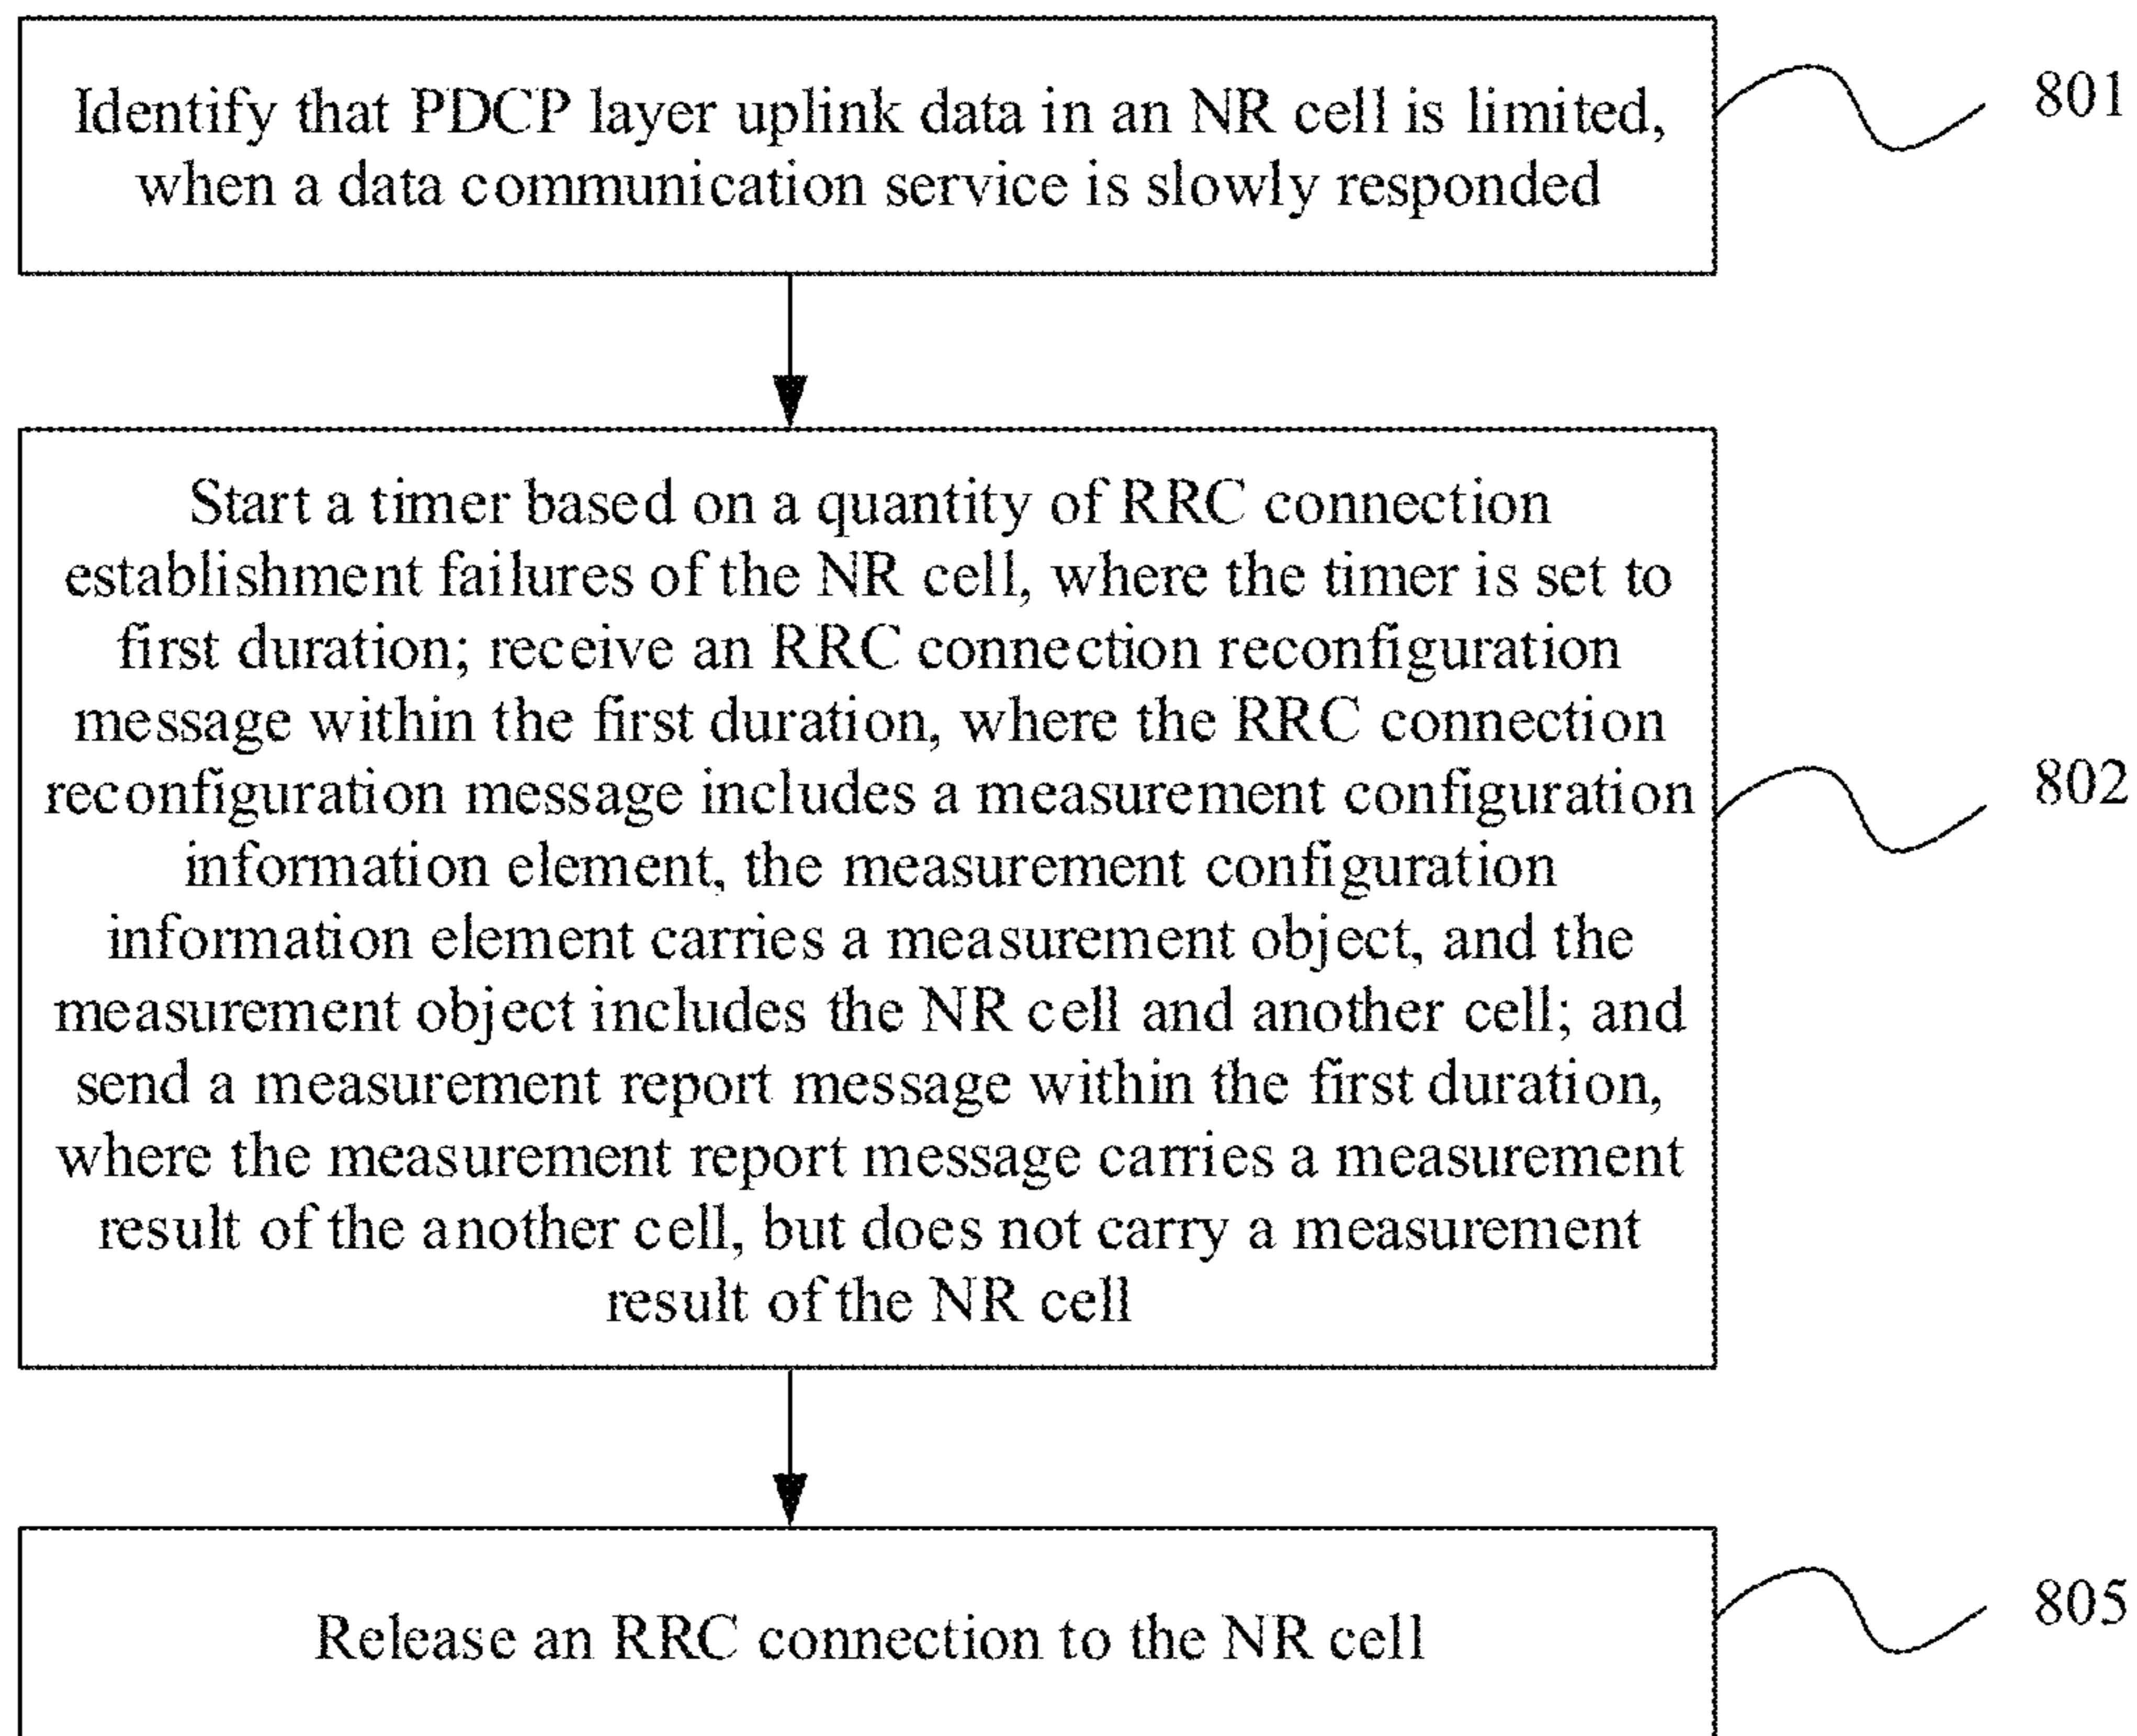 Identify that PDCP layer uplink data in an NR cell is limited,
when a data communication service is slowly responded
801
Start a timer based on a quantity of RRC connection
establishment failures of the NR cell, where the timer is set to
first duration; receive an RRC connection reconfiguration
message within the first duration, where the RRC connection
reconfiguration message includes a measurement configuration
information element, the measurement configuration
information element carries a measurement object, and the
measurement object includes the NR cell and another cell; and
send a measurement report message within the first duration,
where the measurement report message carries a measurement
result of the another cell, but does not carry a measurement
result of the NR cell
802
Release an RRC connection to the NR cell
805